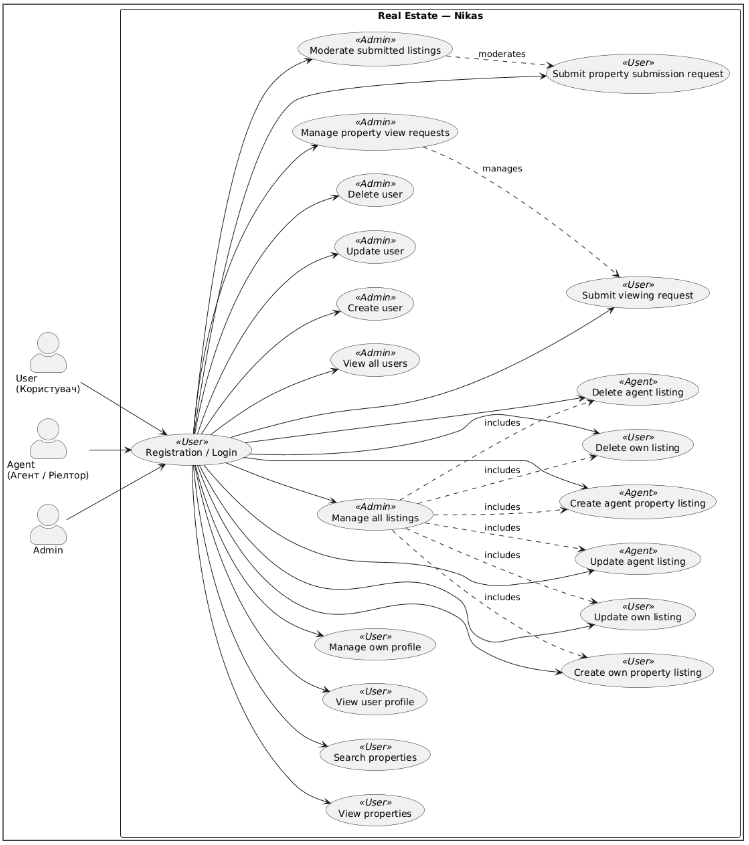 Real Estate — Nikas
«Admin»
Moderate submitted listings
moderates
«User»
Submit property submission request
«Admin»
Manage property view requests
manages
«Admin»
Delete user
«Admin»
Update user
«User»
Submit viewing request
«Admin»
Create user
«Admin»
View all users
User
(Користувач)
Agent
(Агент / Ріелтор)
Admin
«User»
Registration / Login
«Agent»
Delete agent listing
includes
«User»
Delete own listing
includes
«Admin»
Manage all listings
«Agent»
Create agent property listing
includes
includes
«Agent»
Update agent listing
includes
«User»
Update own listing
includes
«User»
Create own property listing
«User»
Manage own profile
«User»
View user profile
«User»
Search properties
«User»
View properties